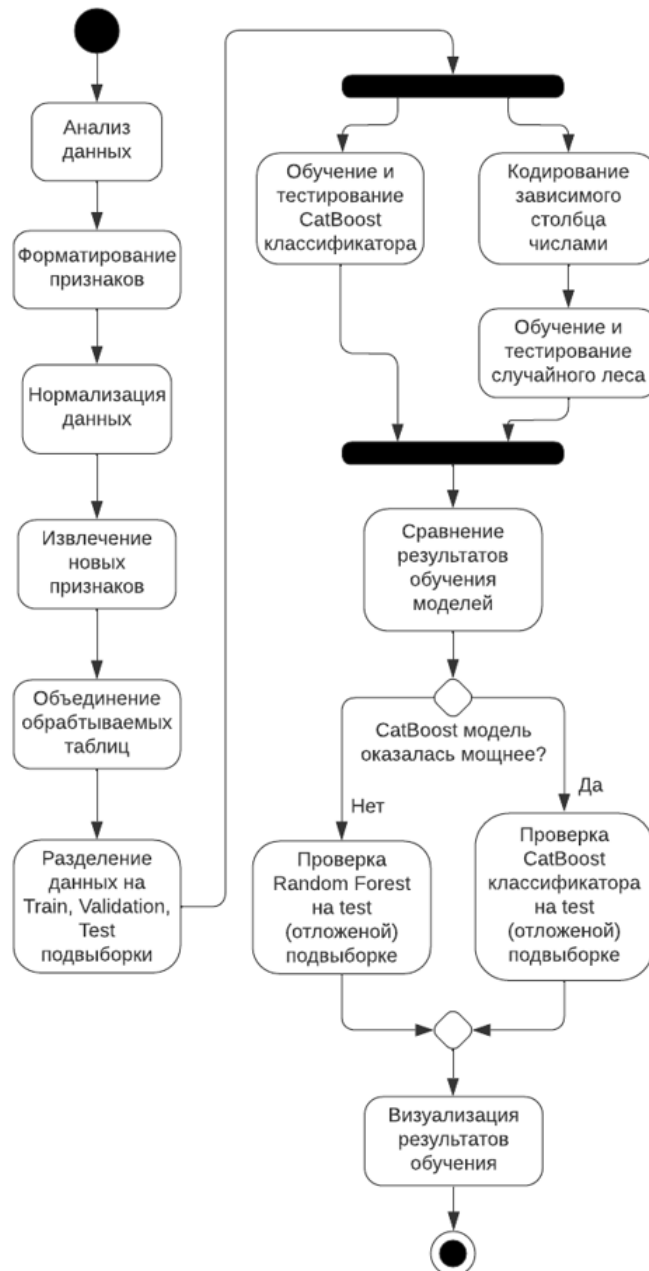 Анализ
данных
Форматирование
признаков
Нормализация
данных
Извлечение
новых
признаков
Объединение
обрабтываемых
таблиц
Разделение
данных на
Train, Validation,
Test
подвыборки
Обучение и
тестирование
CatBoost
классификатора
Кодирование
зависимого
столбца
числами
Обучение и
тестирование
случайного леса
Сравнение
результатов
обучения
моделей
CatBoost модель
оказалась мощнее?
Нет
Да
Проверка
Random Forest
на test
(отложеной)
подвыборке
Проверка
CatBoost
классификатора
на test
(отложеной)
подвыборке
Визуализация
результатов
обучения